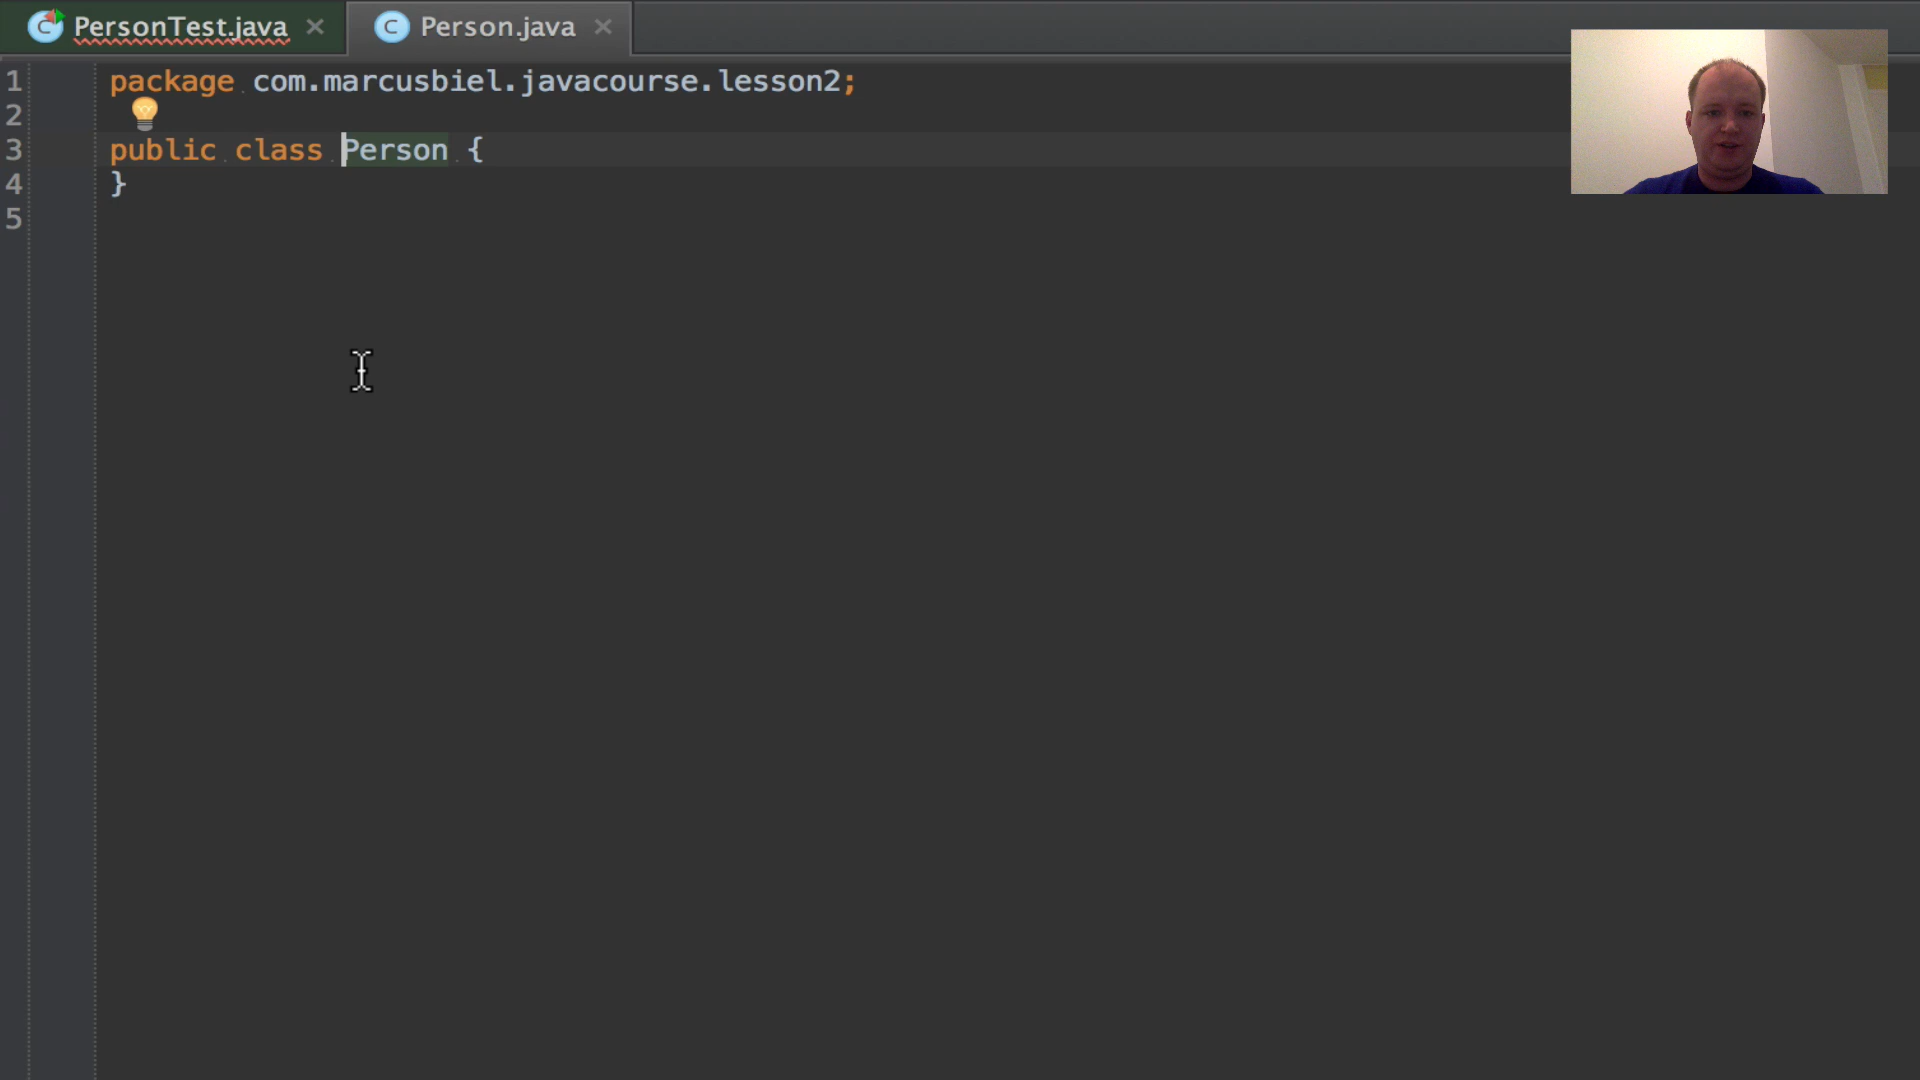 PersonTest.java Person.java
1 package com.marcusbiel.javacourse.lesson2;
2
3 public class Person {
4 }
5